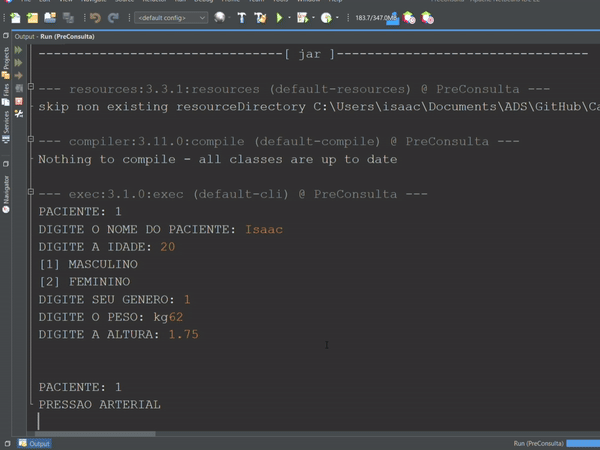 <default config>
183.7/347.0MB
Output - Run (PreConsulta)
--------------------------------[ jar ]---------------------------------
--- resources:3.3.1:resources (default-resources) @ PreConsulta ---
skip non existing resourceDirectory C:\Users\isaac\Documents\ADS\GitHub\Ca
--- compiler:3.11.0:compile (default-compile) @ PreConsulta ---
Nothing to compile - all classes are up to date
--- exec:3.1.0:exec (default-cli) @ PreConsulta ---
PACIENTE: 1
DIGITE O NOME DO PACIENTE: Isaac
DIGITE A IDADE: 20
[1] MASCULINO
[2] FEMININO
DIGITE SEU GENERO: 1
DIGITE O PESO: kg62
DIGITE A ALTURA: 1.75
PACIENTE: 1
PRESSAO ARTERIAL
Projects
Files
Services
Navigator
Output
Run (PreConsulta)